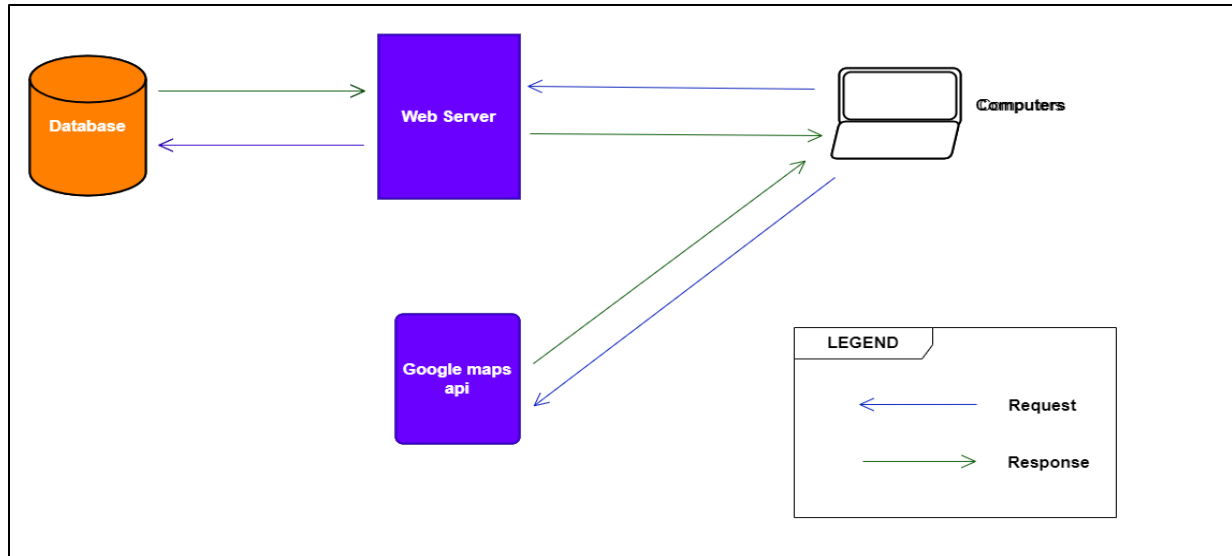 Database
Web Server
Computers
Google maps
api
LEGEND
Request
Response